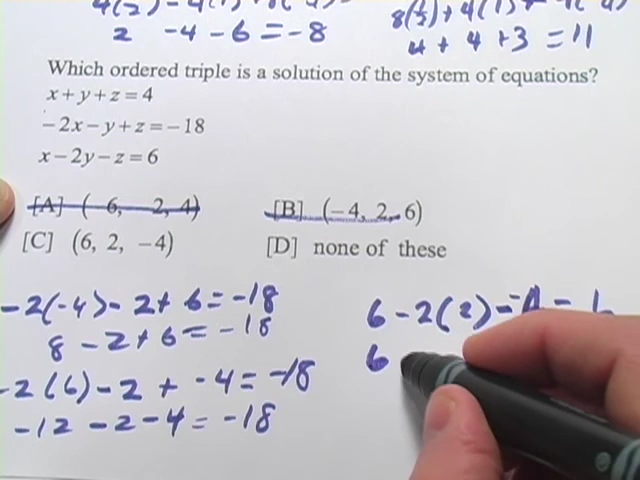 2 -4 -6 = -8
4 + 4 + 3 = 11
Which ordered triple is a solution of the system of equations?
x + y + z = 4
-2x - y + z = -18
x - 2y - z = 6
[A] (-6, -2, 4)
[B] (-4, 2, 6)
[C] (6, 2, -4)
[D] none of these
-2(-4) - 2 + 6 = -18
8 - 2 + 6 = -18
-2(6) - 2 + -4 = -18
-12 - 2 - 4 = -18
6 - 2(2) - -4 = 6
6